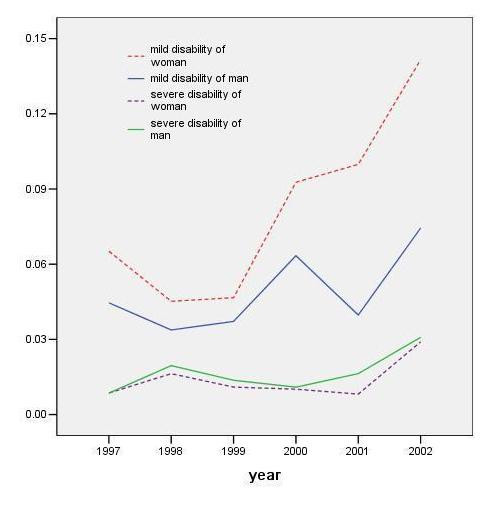 0.15
mild disability of
woman
mild disability of man
severe disability of
woman
severe disability of
man
0.12
0.09
0.06
0.03
0.00
1997 1998 1999 2000 2001 2002
year